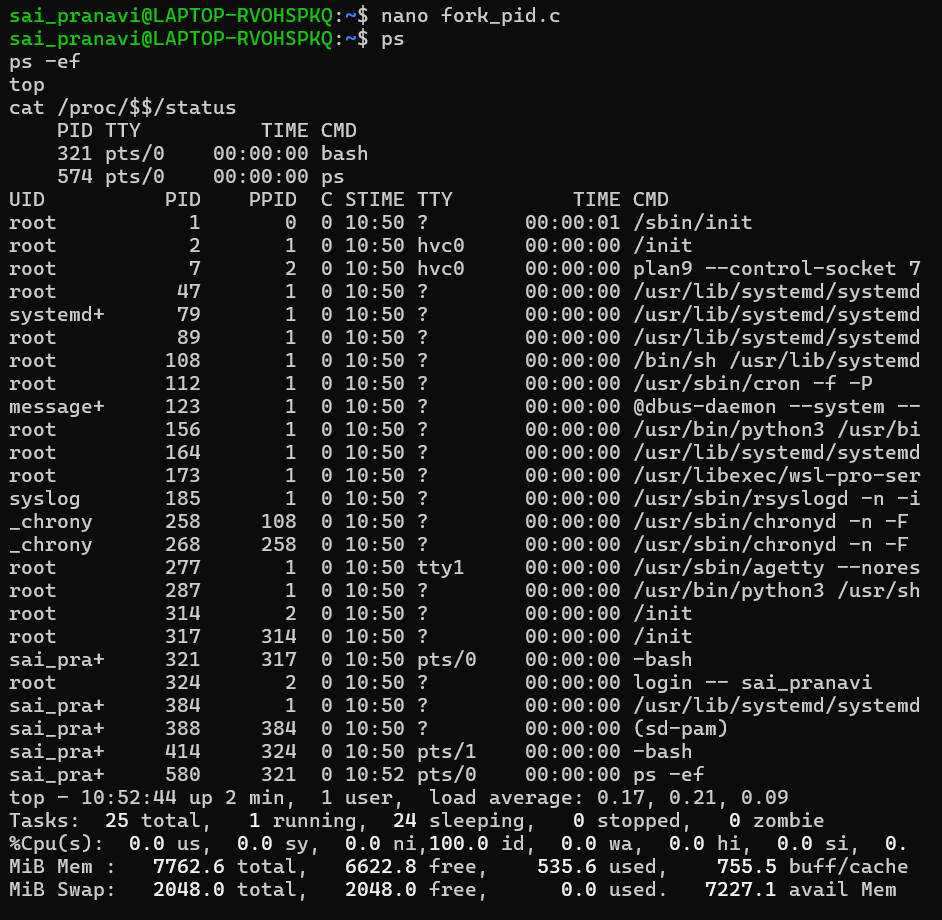 sai_pranavi@LAPTOP-RVOHSPKQ:~$ nano fork_pid.c
sai_pranavi@LAPTOP-RVOHSPKQ:~$ ps
ps -ef
top
cat /proc/$$/status
    PID TTY          TIME CMD
    321 pts/0    00:00:00 bash
    574 pts/0    00:00:00 ps
UID          PID    PPID  C STIME TTY          TIME CMD
root           1       0  0 10:50 ?        00:00:01 /sbin/init
root           2       1  0 10:50 hvc0     00:00:00 /init
root           7       2  0 10:50 hvc0     00:00:00 plan9 --control-socket 7
root          47       1  0 10:50 ?        00:00:00 /usr/lib/systemd/systemd
systemd+      79       1  0 10:50 ?        00:00:00 /usr/lib/systemd/systemd
root          89       1  0 10:50 ?        00:00:00 /usr/lib/systemd/systemd
root         108       1  0 10:50 ?        00:00:00 /bin/sh /usr/lib/systemd
root         112       1  0 10:50 ?        00:00:00 /usr/sbin/cron -f -P
message+     123       1  0 10:50 ?        00:00:00 @dbus-daemon --system --
root         156       1  0 10:50 ?        00:00:00 /usr/bin/python3 /usr/bi
root         164       1  0 10:50 ?        00:00:00 /usr/lib/systemd/systemd
root         173       1  0 10:50 ?        00:00:00 /usr/libexec/wsl-pro-ser
syslog       185       1  0 10:50 ?        00:00:00 /usr/sbin/rsyslogd -n -i
_chrony      258     108  0 10:50 ?        00:00:00 /usr/sbin/chronyd -n -F
_chrony      268     258  0 10:50 ?        00:00:00 /usr/sbin/chronyd -n -F
root         277       1  0 10:50 tty1     00:00:00 /usr/sbin/agetty --nores
root         287       1  0 10:50 ?        00:00:00 /usr/bin/python3 /usr/sh
root         314       2  0 10:50 ?        00:00:00 /init
root         317     314  0 10:50 ?        00:00:00 /init
sai_pra+     321     317  0 10:50 pts/0    00:00:00 -bash
root         324       2  0 10:50 ?        00:00:00 login -- sai_pranavi
sai_pra+     384       1  0 10:50 ?        00:00:00 /usr/lib/systemd/systemd
sai_pra+     388     384  0 10:50 ?        00:00:00 (sd-pam)
sai_pra+     414     324  0 10:50 pts/1    00:00:00 -bash
sai_pra+     580     321  0 10:52 pts/0    00:00:00 ps -ef
top - 10:52:44 up 2 min,  1 user,  load average: 0.17, 0.21, 0.09
Tasks:  25 total,   1 running,  24 sleeping,   0 stopped,   0 zombie
%Cpu(s):  0.0 us,  0.0 sy,  0.0 ni,100.0 id,  0.0 wa,  0.0 hi,  0.0 si,  0.
MiB Mem :   7762.6 total,   6622.8 free,    535.6 used,    755.5 buff/cache
MiB Swap:   2048.0 total,   2048.0 free,      0.0 used.   7227.1 avail Mem